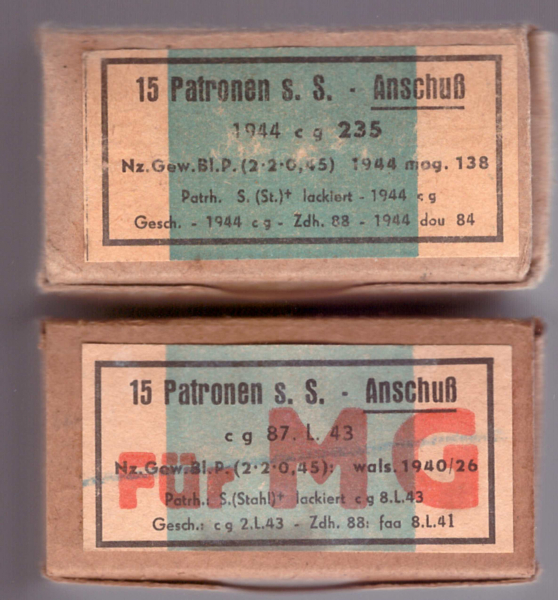 15 Patronen s. S. - Anschuß
1944 c g 235
Nz.Gew.Bl.P.(2·2·0,45) 1944 mog. 138
Patrh. S.(St.)+ lackiert - 1944 c g
Gesch. - 1944 c g - Zdh. 88 - 1944 dou 84
15 Patronen s. S. - Anschuß
c g 87. L. 43
Nz.Gew.Bl.P.(2·2·0,45): wals. 1940/26
Für MG
Patrh.: S.(Stahl)+ lackiert c g 8.L.43
Gesch.: c g 2.L.43 - Zdh. 88: faa 8.L.41